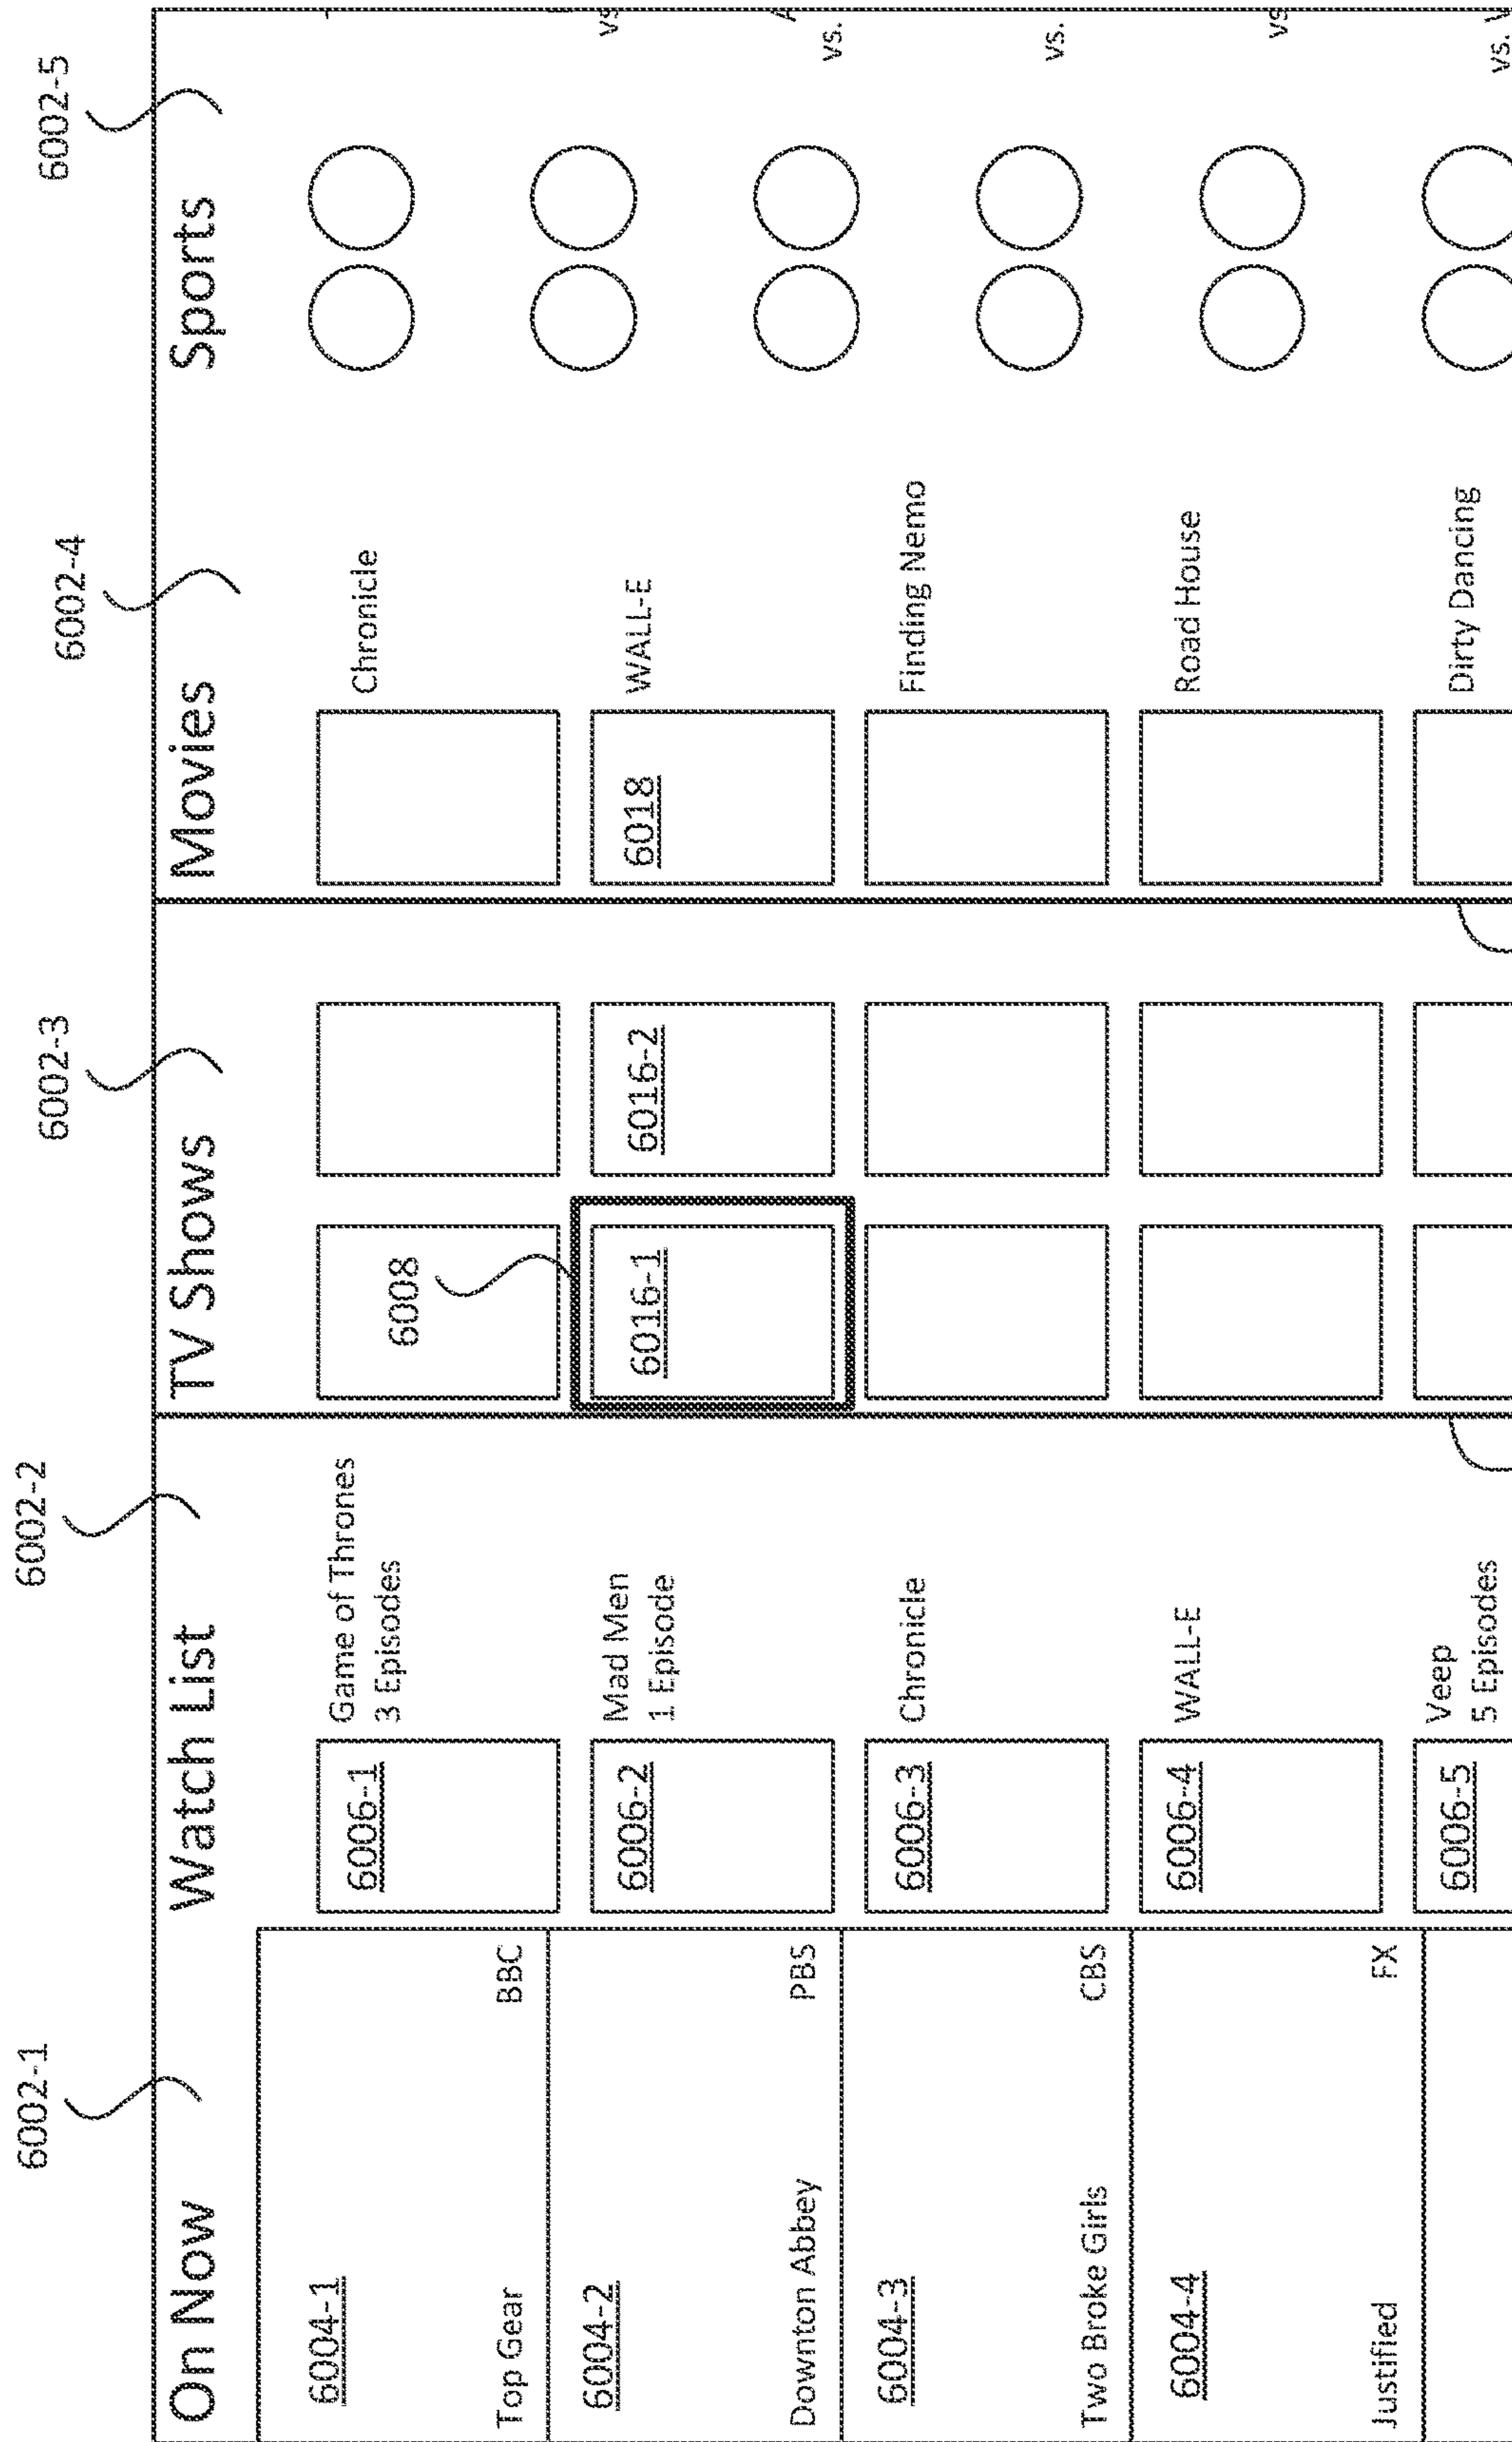 6002-1
6002-2
6002-3
6002-4
6002-5
On Now
Watch List
TV Shows
Movies
Sports
6004-1
Top Gear
BBC
6004-2
Downton Abbey
PBS
6004-3
Two Broke Girls
CBS
6004-4
Justified
FX
6006-1
Game of Thrones
3 Episodes
6006-2
Mad Men
1 Episode
6006-3
Chronicle
6006-4
WALL-E
6006-5
Veep
5 Episodes
6008
6016-1
6016-2
Chronicle
6018
WALL-E
Finding Nemo
Road House
Dirty Dancing
vs
vs.
vs.
vs
vs.